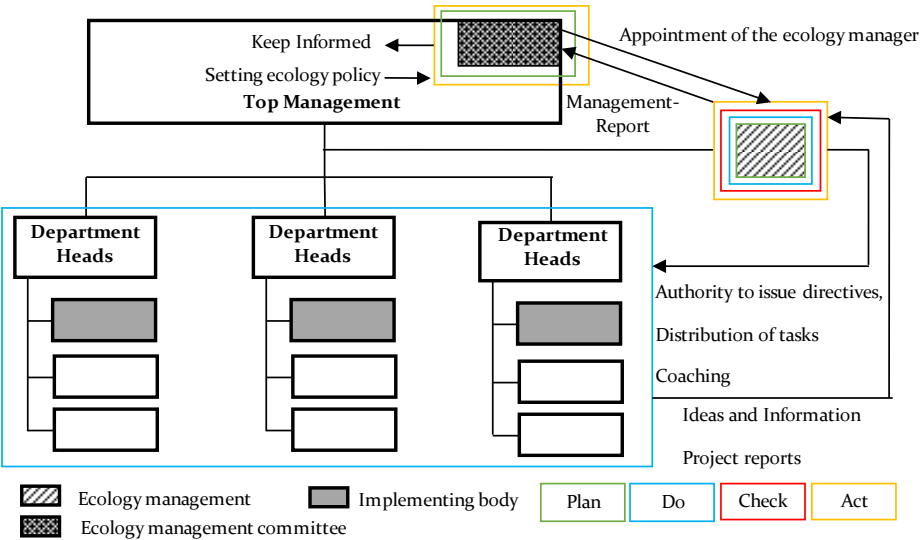 Keep Informed
Setting ecology policy
Top Management
Appointment of the ecology manager
Management-
Report
Department
Heads
Department
Heads
Department
Heads
Authority to issue directives,
Distribution of tasks
Coaching
Ideas and Information
Project reports
Ecology management
Implementing body
Ecology management committee
Plan
Do
Check
Act